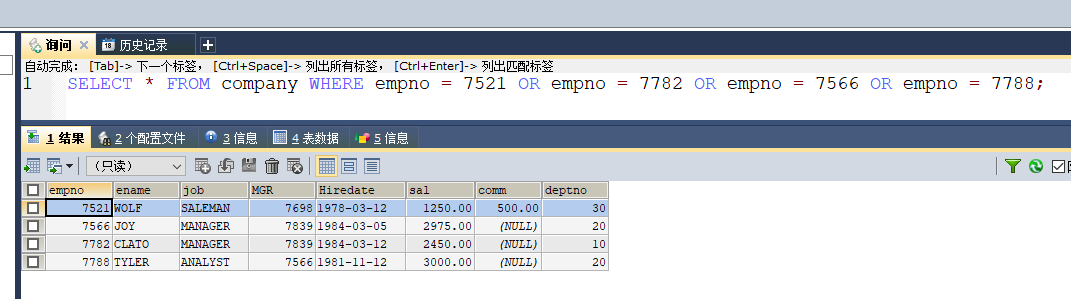 询问 历史记录
自动完成： [Tab]-> 下一个标签， [Ctrl+Space]-> 列出所有标签， [Ctrl+Enter]-> 列出匹配标签
1 SELECT * FROM company WHERE empno = 7521 OR empno = 7782 OR empno = 7566 OR empno = 7788;
1 结果 2 个配置文件 3 信息 4 表数据 5 信息
（只读）
empno ename job MGR Hiredate sal comm deptno
7521 WOLF SALEMAN 7698 1978-03-12 1250.00 500.00 30
7566 JOY MANAGER 7839 1984-03-05 2975.00 (NULL) 20
7782 CLATO MANAGER 7839 1984-03-12 2450.00 (NULL) 10
7788 TYLER ANALYST 7566 1981-11-12 3000.00 (NULL) 20